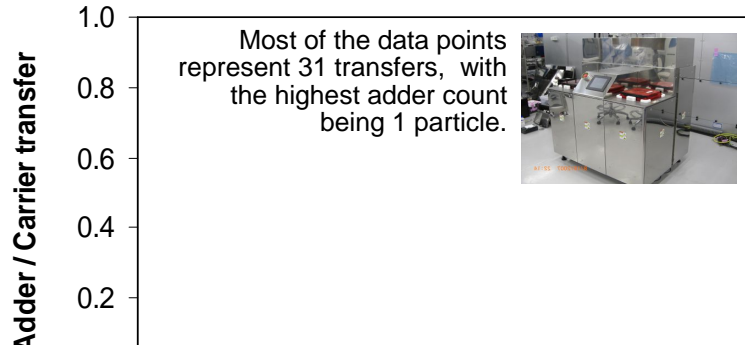 1.0
Most of the data points
represent 31 transfers, with
the highest adder count
being 1 particle.
0.8
0.6
0.4
0.2
Adder / Carrier transfer